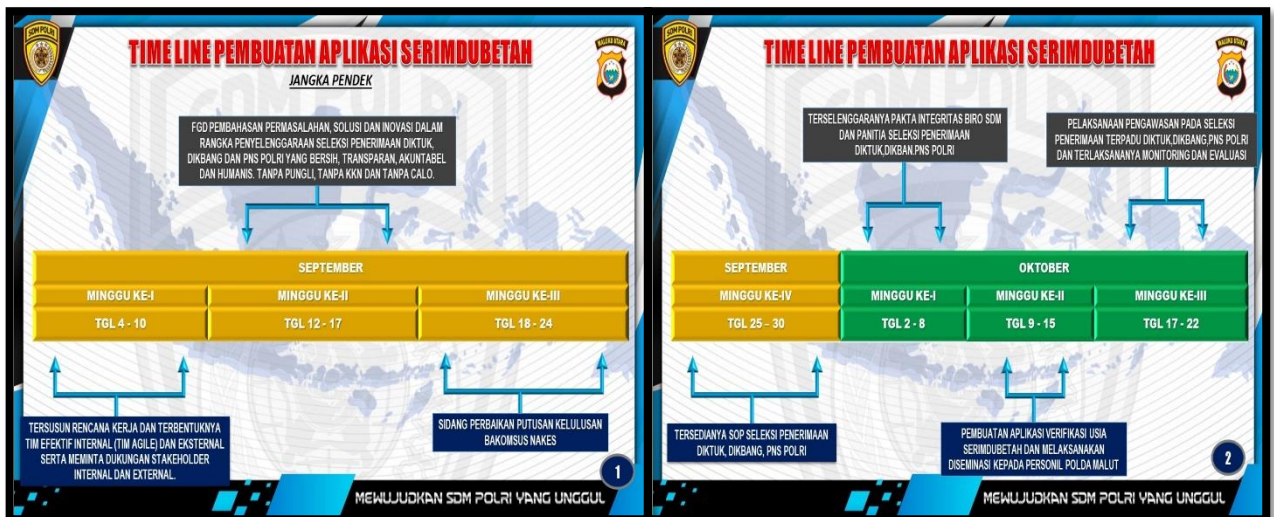 SDM POLRI
TIME LINE PEMBUATAN APLIKASI SERIMDUBETAH
MALUKU UTARA
JANGKA PENDEK
FGD PEMBAHASAN PERMASALAHAN, SOLUSI DAN INOVASI DALAM
RANGKA PENYELENGGARAAN SELEKSI PENERIMAAN DIKTUK,
DIKBANG DAN PNS POLRI YANG BERSIH, TRANSPARAN, AKUNTABEL
DAN HUMANIS. TANPA PUNGLI, TANPA KKN DAN TANPA CALO.
SEPTEMBER
MINGGU KE-I
MINGGU KE-II
MINGGU KE-III
TGL 4 - 10
TGL 12 - 17
TGL 18 - 24
TERSUSUN RENCANA KERJA DAN TERBENTUKNYA
TIM EFEKTIF INTERNAL (TIM AGILE) DAN EKSTERNAL
SERTA MEMINTA DUKUNGAN STAKEHOLDER
INTERNAL DAN EXTERNAL.
SIDANG PERBAIKAN PUTUSAN KELULUSAN
BAKOMSUS NAKES
1
MEWUJUDKAN SDM POLRI YANG UNGGUL
SDM POLRI
TIME LINE PEMBUATAN APLIKASI SERIMDUBETAH
MALUKU UTARA
TERSELENGGARANYA PAKTA INTEGRITAS BIRO SDM
DAN PANITIA SELEKSI PENERIMAAN
DIKTUK,DIKBAN.PNS POLRI
PELAKSANAAN PENGAWASAN PADA SELEKSI
PENERIMAAN TERPADU DIKTUK,DIKBANG,PNS POLRI
DAN TERLAKSANANYA MONITORING DAN EVALUASI
SEPTEMBER
OKTOBER
MINGGU KE-IV
MINGGU KE-I
MINGGU KE-II
MINGGU KE-III
TGL 25 – 30
TGL 2 - 8
TGL 9 - 15
TGL 17 - 22
TERSEDIANYA SOP SELEKSI PENERIMAAN
DIKTUK, DIKBANG, PNS POLRI
PEMBUATAN APLIKASI VERIFIKASI USIA
SERIMDUBETAH DAN MELAKSANAKAN
DISEMINASI KEPADA PERSONIL POLDA MALUT
2
MEWUJUDKAN SDM POLRI YANG UNGGUL